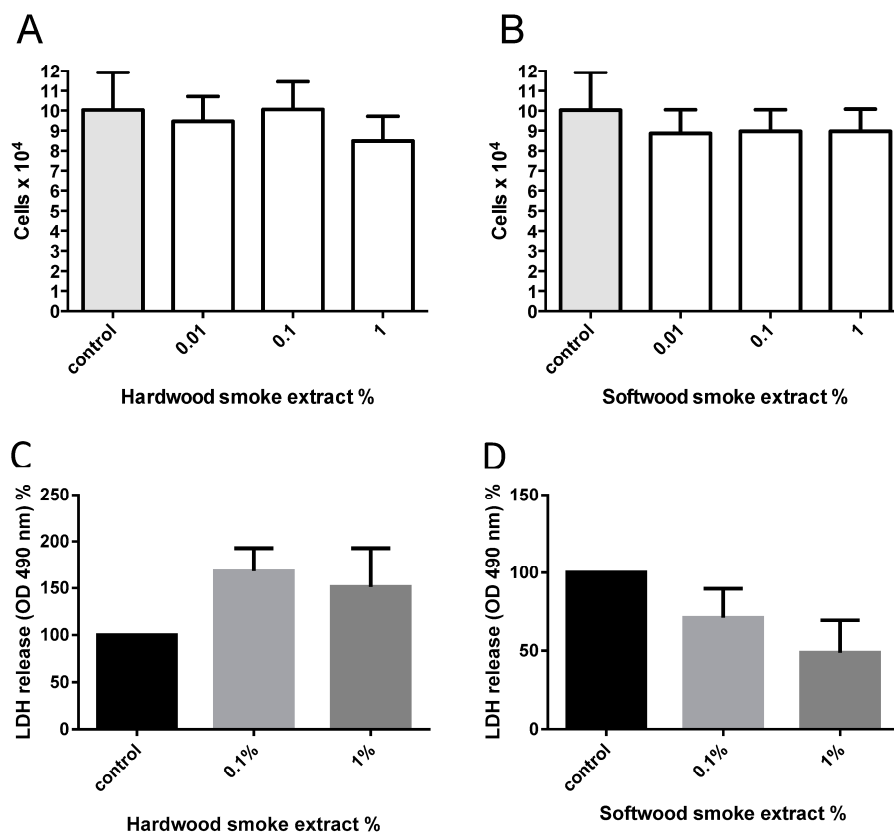 A
Cells x 10⁴
12
11
10
9
8
7
6
5
4
3
2
1
0
control
0.01
0.1
1
Hardwood smoke extract %
B
Cells x 10⁴
12
11
10
9
8
7
6
5
4
3
2
1
0
control
0.01
0.1
1
Softwood smoke extract %
C
LDH release (OD 490 nm) %
250
200
150
100
50
0
control
0.1%
1%
Hardwood smoke extract %
D
LDH release (OD 490 nm) %
150
100
50
0
control
0.1%
1%
Softwood smoke extract %